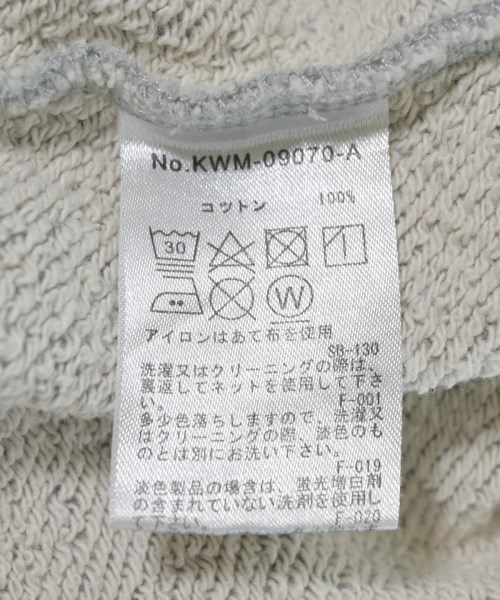 No.KWM-09070-A
コットン 100%
30
W
アイロンはあて布を使用
SB-130
洗濯又はクリーニングの際は、
裏返してネットを使用して下さ
い。 F-001
多少色落ちしますので、洗濯又
はクリーニングの際、淡色のも
のとは別にお洗い下さい。
F-019
淡色製品の場合は、蛍光増白剤
の含まれていない洗剤を使用し
F-020